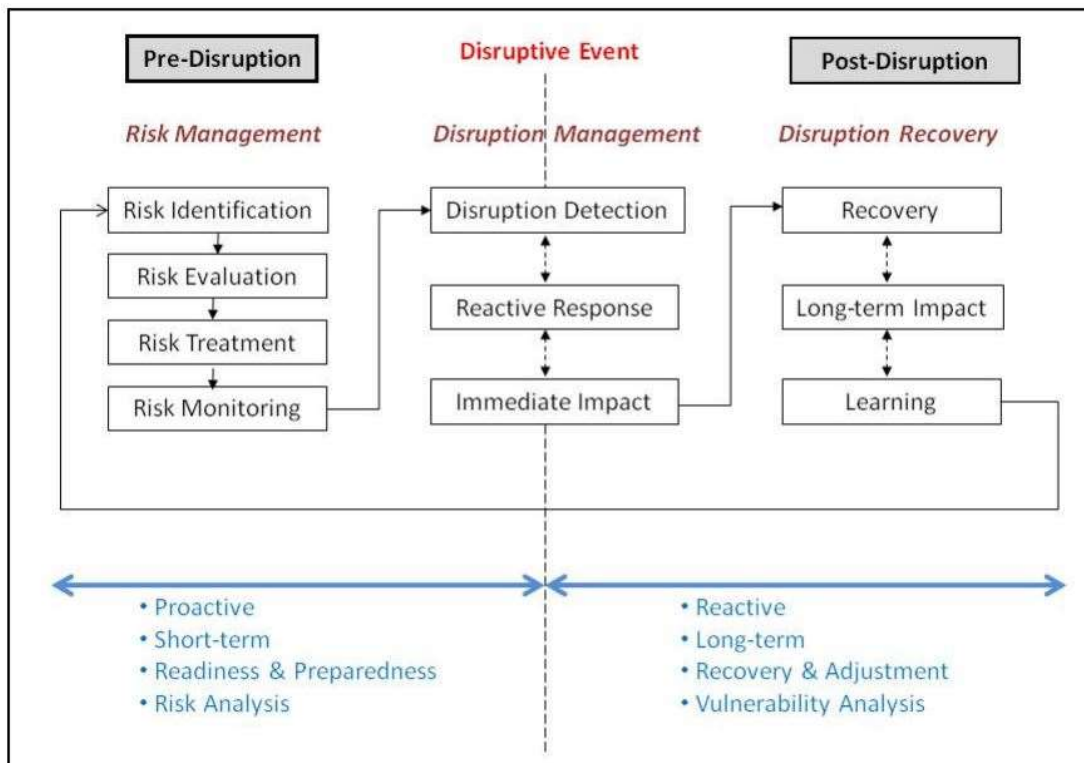 Pre-Disruption
Disruptive Event
Post-Disruption
Risk Management
Disruption Management
Disruption Recovery
Risk Identification
Disruption Detection
Recovery
Risk Evaluation
Reactive Response
Long-term Impact
Risk Treatment
Risk Monitoring
Immediate Impact
Learning
• Proactive
• Short-term
• Readiness & Preparedness
• Risk Analysis
• Reactive
• Long-term
• Recovery & Adjustment
• Vulnerability Analysis